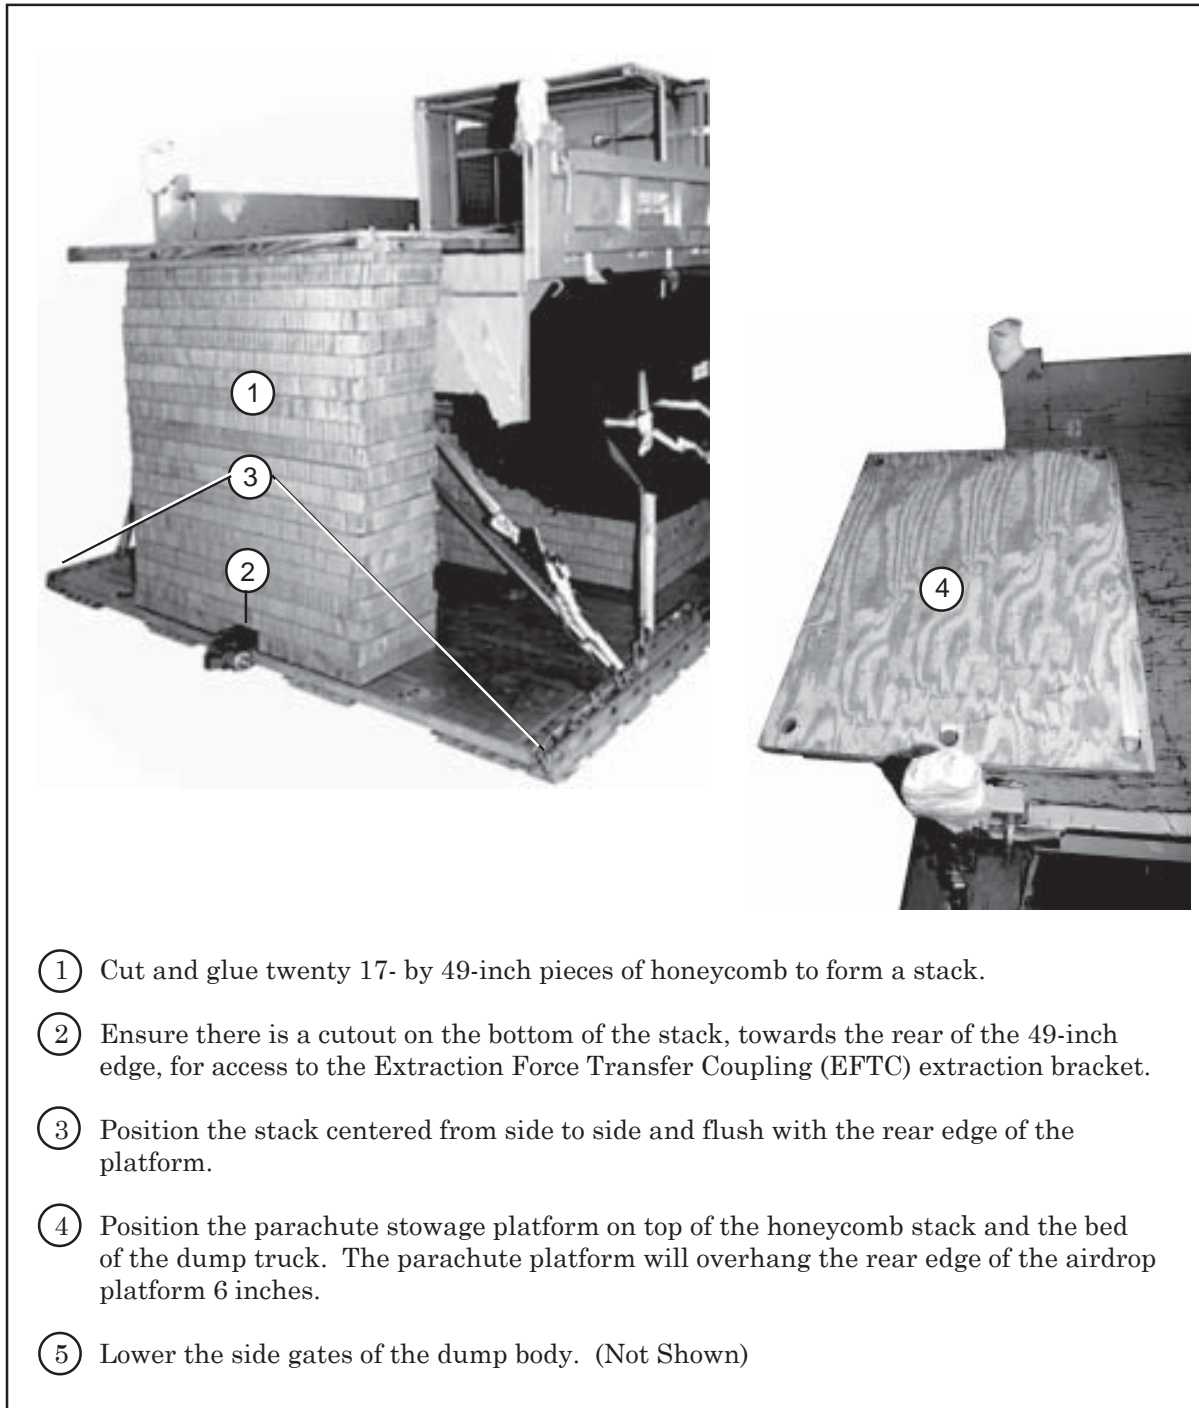 1
3
2
4
1 Cut and glue twenty 17- by 49-inch pieces of honeycomb to form a stack.
2 Ensure there is a cutout on the bottom of the stack, towards the rear of the 49-inch
edge, for access to the Extraction Force Transfer Coupling (EFTC) extraction bracket.
3 Position the stack centered from side to side and flush with the rear edge of the
platform.
4 Position the parachute stowage platform on top of the honeycomb stack and the bed
of the dump truck.  The parachute platform will overhang the rear edge of the airdrop
platform 6 inches.
5 Lower the side gates of the dump body.  (Not Shown)